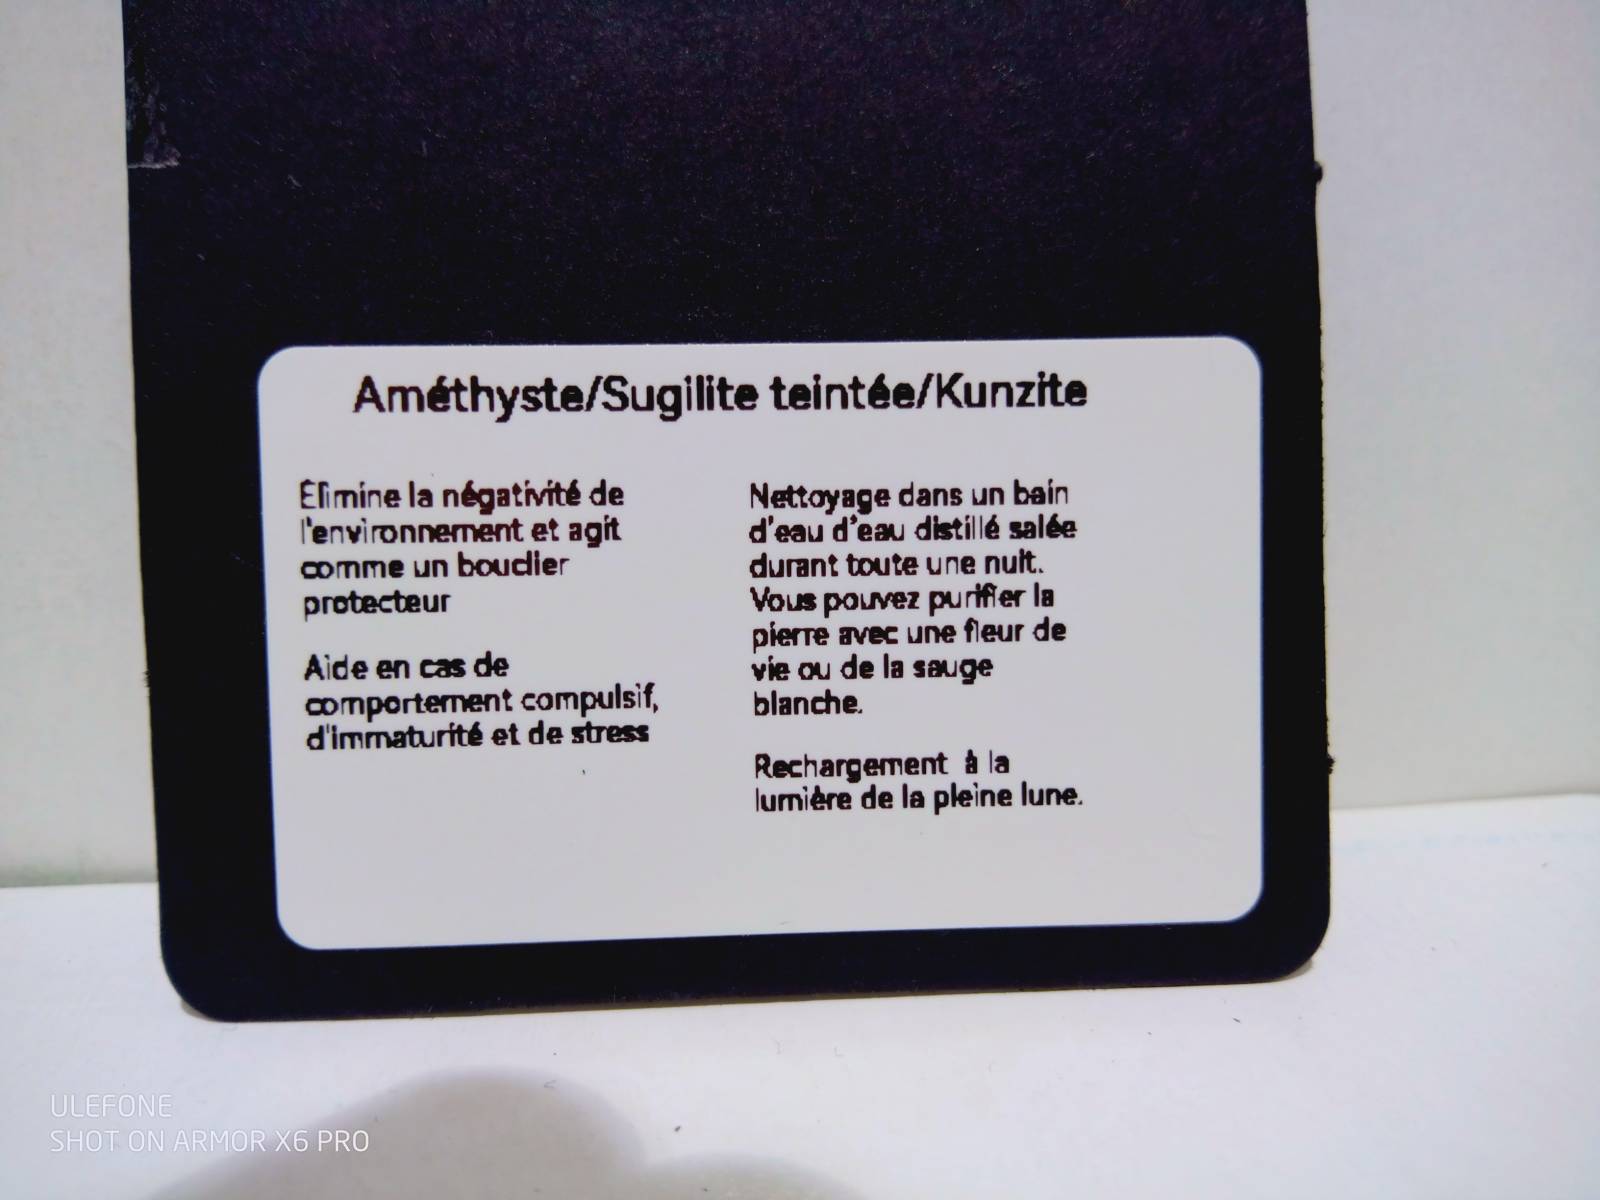 Améthyste/Sugilite teintée/Kunzite
Élimine la négativité de
l'environnement et agit
comme un bouclier
protecteur
Aide en cas de
comportement compulsif,
d'immaturité et de stress
Nettoyage dans un bain
d'eau d'eau distillé salée
durant toute une nuit.
Vous pouvez purifier la
pierre avec une fleur de
vie ou de la sauge
blanche.
Rechargement à la
lumière de la pleine lune.
ULEFONE
SHOT ON ARMOR X6 PRO